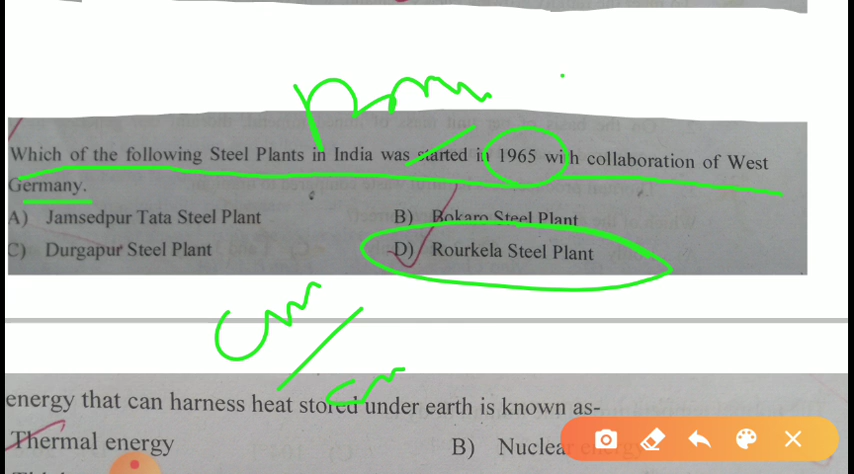 Which of the following Steel Plants in India was started in 1965 with collaboration of West
Germany.
A) Jamsedpur Tata Steel Plant
B) Bokaro Steel Plant
C) Durgapur Steel Plant
D) Rourkela Steel Plant
energy that can harness heat stored under earth is known as-
Thermal energy
B) Nuclear energy